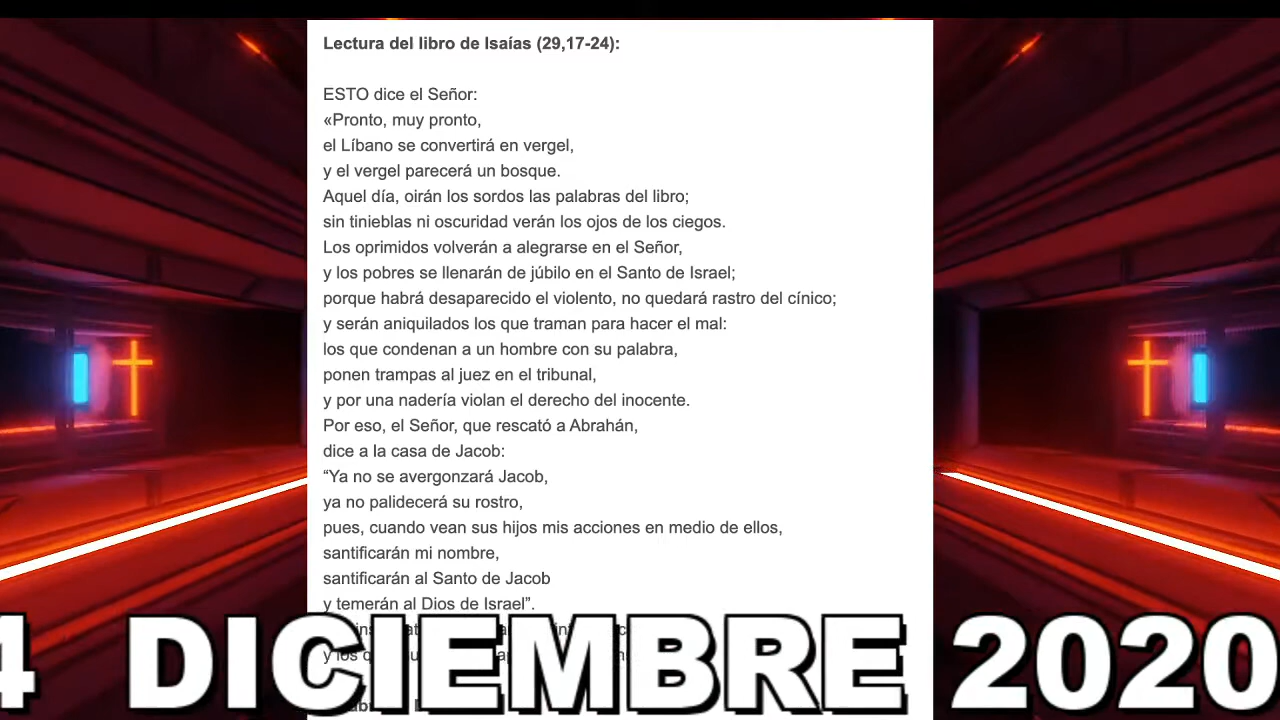 Lectura del libro de Isaías (29,17-24):
ESTO dice el Señor:
«Pronto, muy pronto,
el Líbano se convertirá en vergel,
y el vergel parecerá un bosque.
Aquel día, oirán los sordos las palabras del libro;
sin tinieblas ni oscuridad verán los ojos de los ciegos.
Los oprimidos volverán a alegrarse en el Señor,
y los pobres se llenarán de júbilo en el Santo de Israel;
porque habrá desaparecido el violento, no quedará rastro del cínico;
y serán aniquilados los que traman para hacer el mal:
los que condenan a un hombre con su palabra,
ponen trampas al juez en el tribunal,
y por una nadería violan el derecho del inocente.
Por eso, el Señor, que rescató a Abrahán,
dice a la casa de Jacob:
“Ya no se avergonzará Jacob,
ya no palidecerá su rostro,
pues, cuando vean sus hijos mis acciones en medio de ellos,
santificarán mi nombre,
santificarán al Santo de Jacob
y temerán al Dios de Israel”.
y los
4 DICIEMBRE 2020